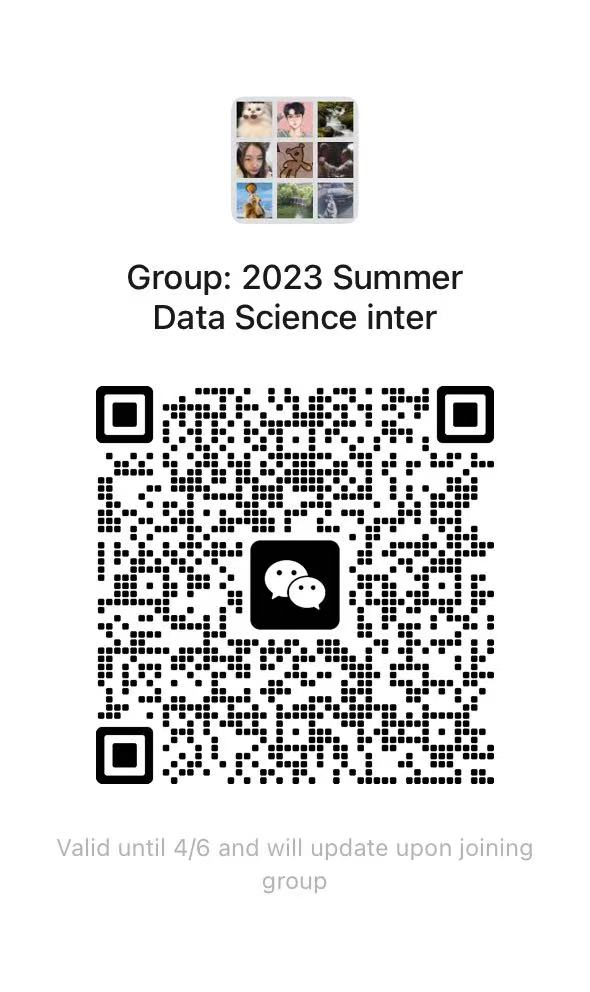 Group: 2023 Summer
Data Science inter
Valid until 4/6 and will update upon joining
group